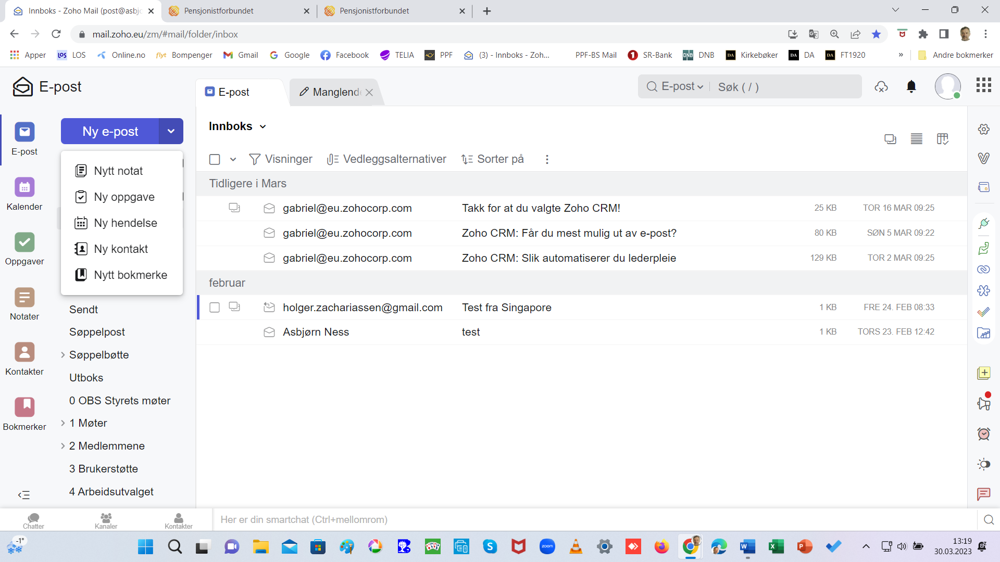 Innboks - Zoho Mail (post@asbj
Pensjonistforbundet
Pensjonistforbundet
mail.zoho.eu/zm/#mail/folder/inbox
Apper
LOS
Online.no
flyt Bompenger
Gmail
Google
Facebook
TELIA
PPF
(3) - Innboks - Zoh...
PPF-BS Mail
SR-Bank
DNB
Kirkebøker
DA
FT1920
»
Andre bokmerker
E-post
E-post
Manglend
E-post
Søk ( / )
E-post
Kalender
Oppgaver
Notater
Kontakter
Bokmerker
Ny e-post
Nytt notat
Ny oppgave
Ny hendelse
Ny kontakt
Nytt bokmerke
Sendt
Søppelpost
Søppelbøtte
Utboks
0 OBS Styrets møter
1 Møter
2 Medlemmene
3 Brukerstøtte
4 Arbeidsutvalget
Innboks
Visninger
Vedleggsalternativer
Sorter på
Tidligere i Mars
gabriel@eu.zohocorp.com Takk for at du valgte Zoho CRM! 25 KB TOR 16 MAR 09:25
gabriel@eu.zohocorp.com Zoho CRM: Får du mest mulig ut av e-post? 80 KB SØN 5 MAR 09:22
gabriel@eu.zohocorp.com Zoho CRM: Slik automatiserer du lederpleie 129 KB TOR 2 MAR 09:25
februar
holger.zachariassen@gmail.com Test fra Singapore 1 KB FRE 24. FEB 08:33
Asbjørn Ness test 1 KB TORS 23. FEB 12:42
Chatter
Kanaler
Kontakter
Her er din smartchat (Ctrl+mellomrom)
-1°
zoom
13:19
30.03.2023